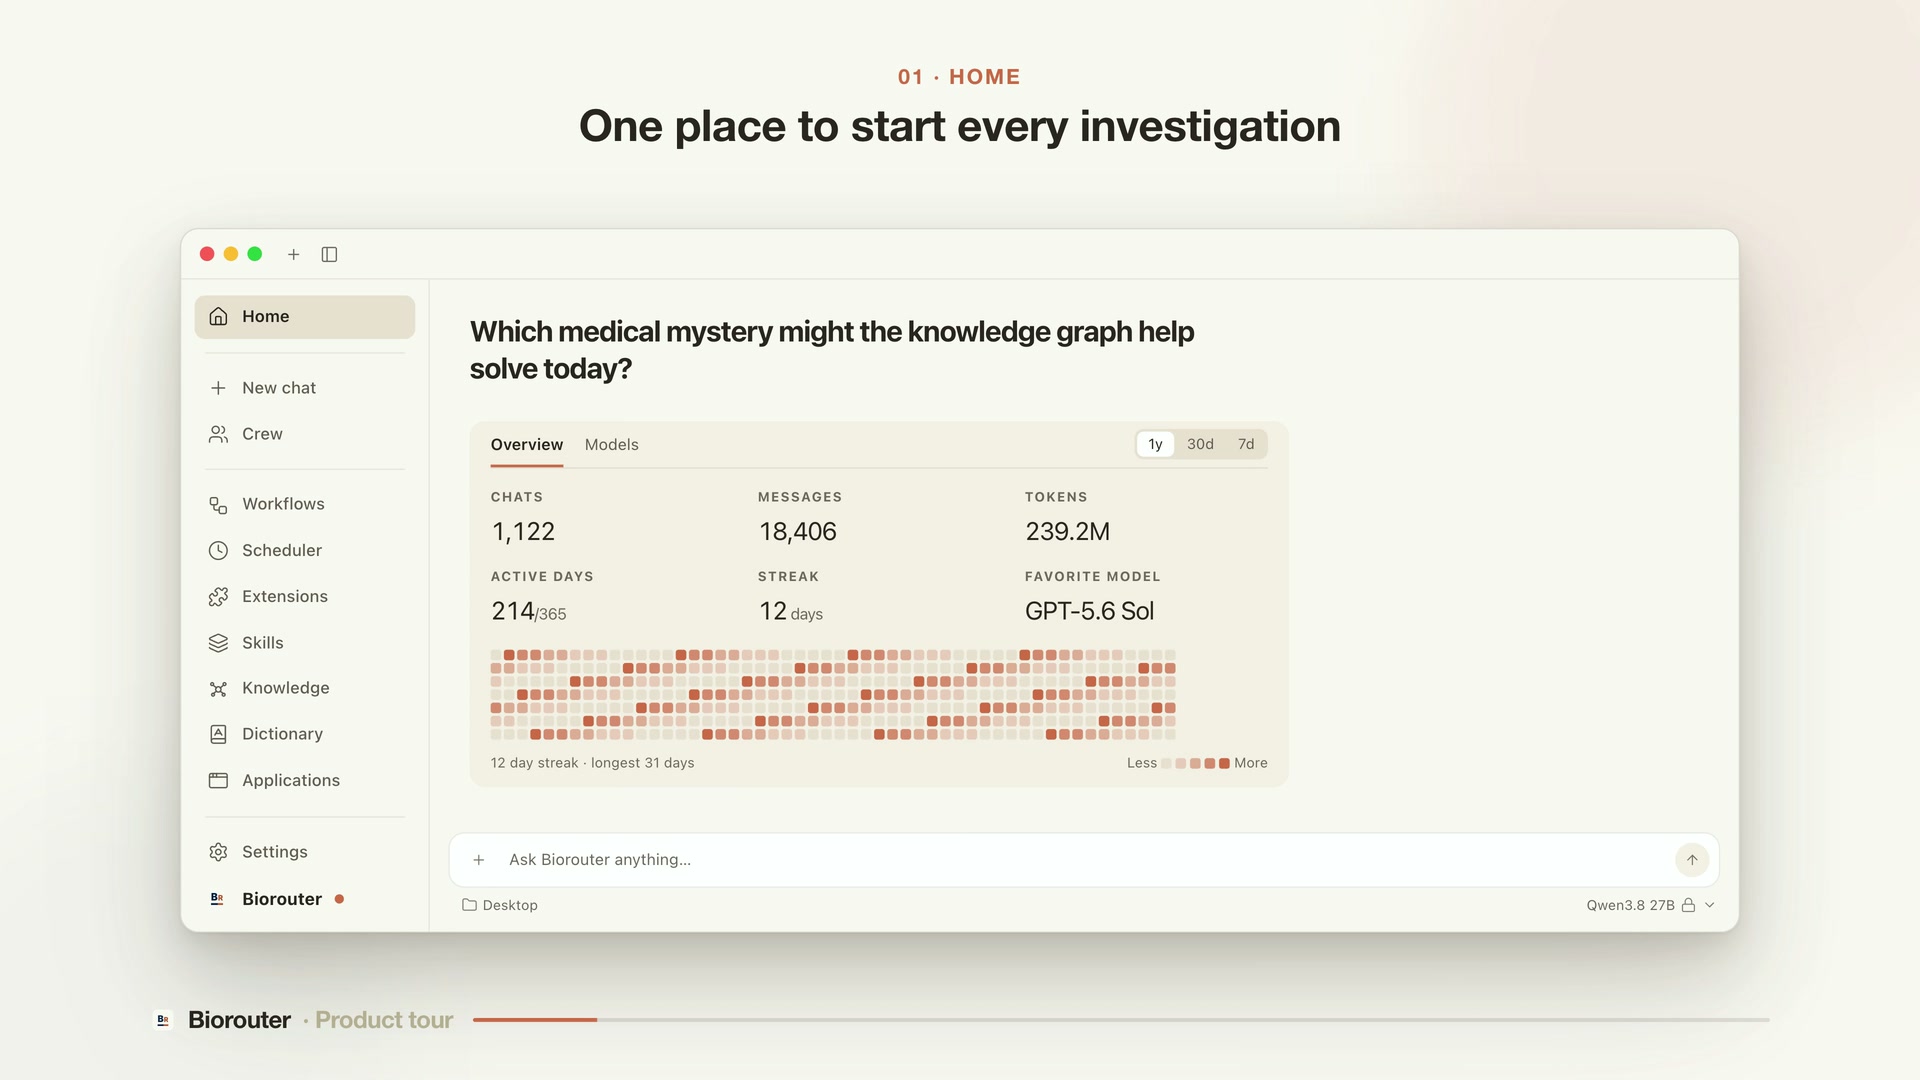 01 · HOME
One place to start every investigation
Home
New chat
Crew
Workflows
Scheduler
Extensions
Skills
Knowledge
Dictionary
Applications
Settings
BR Biorouter
Which medical mystery might the knowledge graph help
solve today?
Overview Models 1y 30d 7d
CHATS MESSAGES TOKENS
1,122 18,406 239.2M
ACTIVE DAYS STREAK FAVORITE MODEL
214/365 12 days GPT-5.6 Sol
12 day streak · longest 31 days Less More
Ask Biorouter anything...
Desktop Qwen3.8 27B
BR Biorouter · Product tour